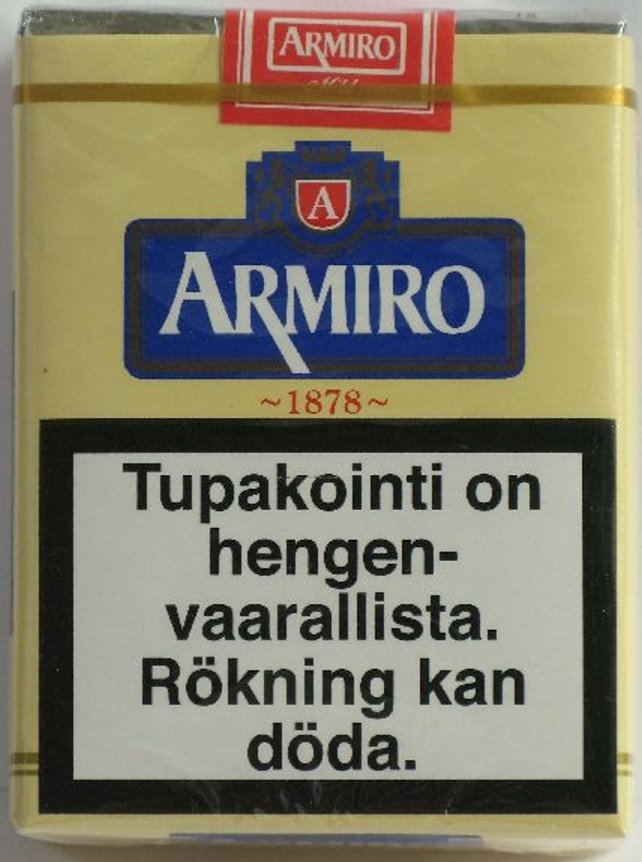 ARMIRO
A
ARMIRO
~1878~
Tupakointi on
hengen-
vaarallista.
Rökning kan
döda.